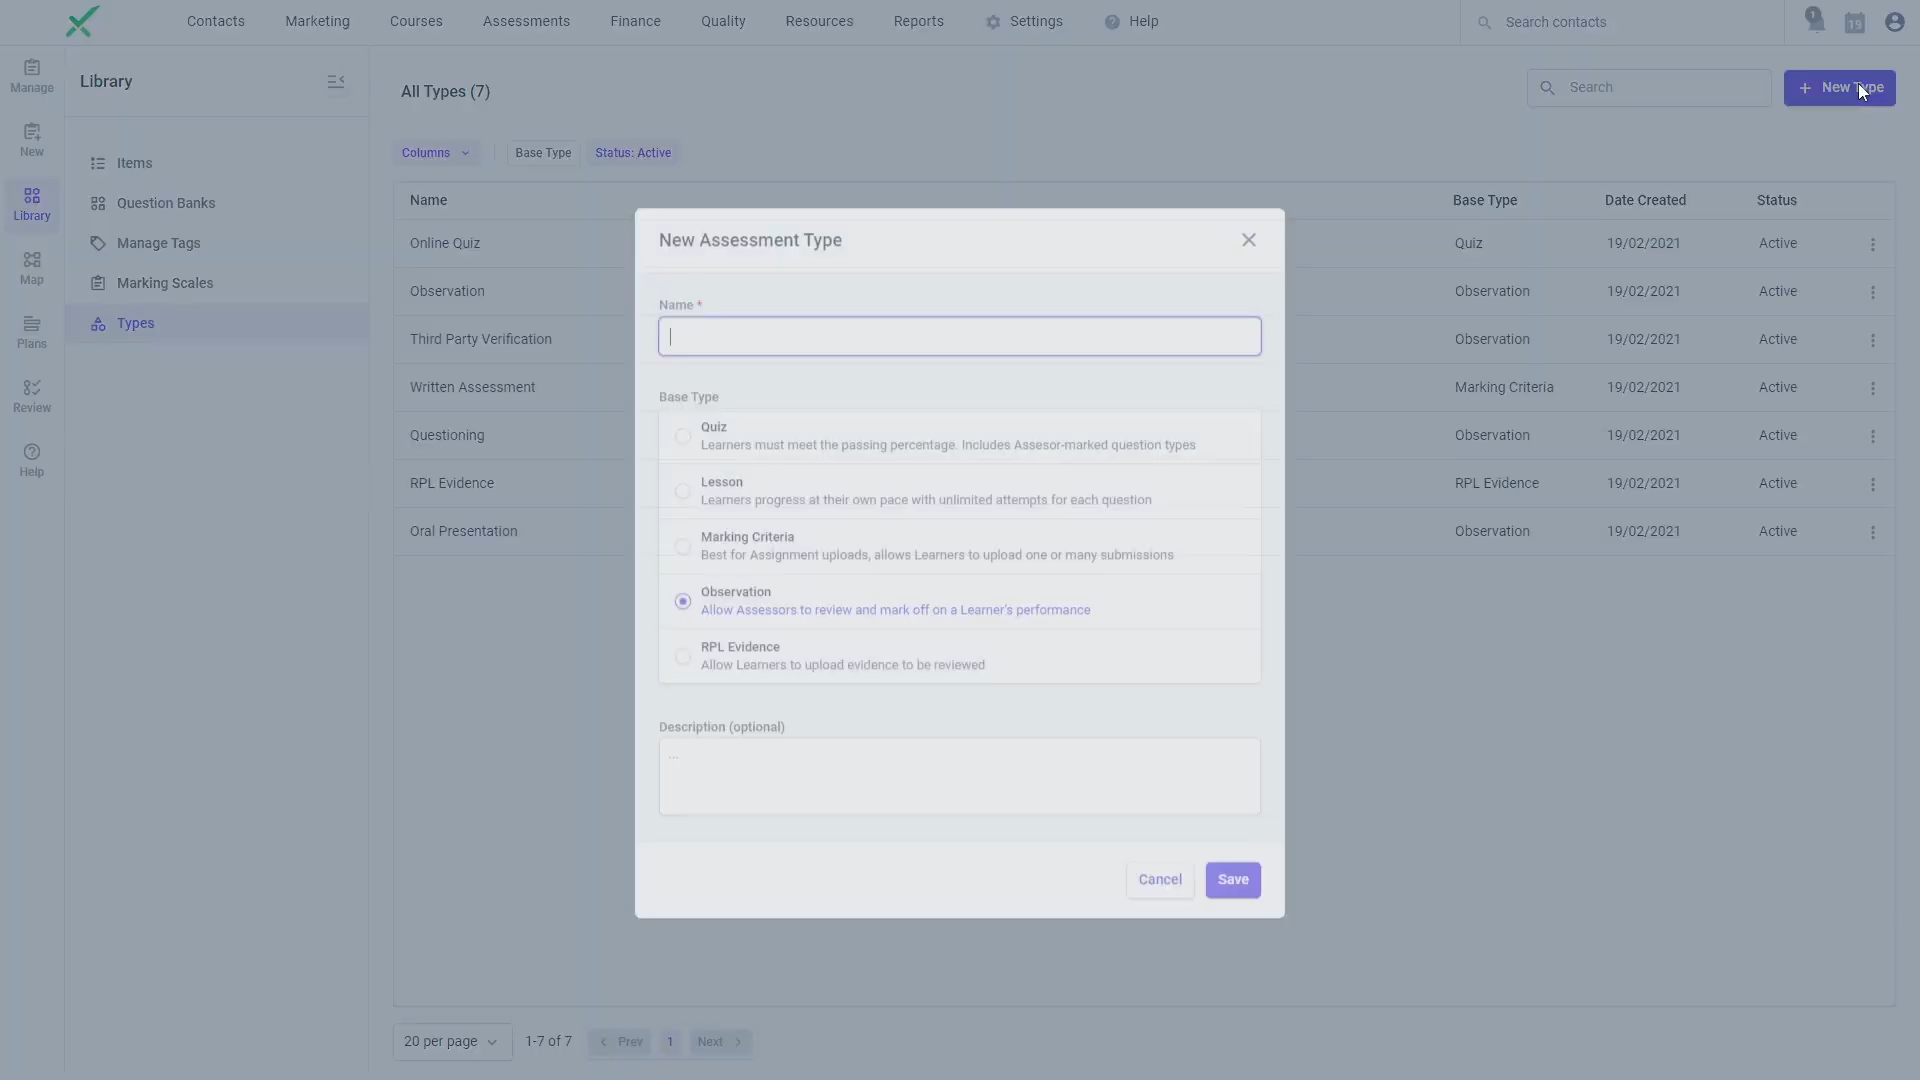 Contacts Marketing Courses Assessments Finance Quality Resources Reports Settings Help Search contacts 1 19
Manage
New
Library
Map
Plans
Review
Help
Library
Items
Question Banks
Manage Tags
Marking Scales
Types
All Types (7)
Search
+ New Type
Columns Base Type Status: Active
Name Base Type Date Created Status
Online Quiz Quiz 19/02/2021 Active
Observation Observation 19/02/2021 Active
Third Party Verification Observation 19/02/2021 Active
Written Assessment Marking Criteria 19/02/2021 Active
Questioning Observation 19/02/2021 Active
RPL Evidence RPL Evidence 19/02/2021 Active
Oral Presentation Observation 19/02/2021 Active
New Assessment Type
Name *
Base Type
Quiz
Learners must meet the passing percentage. Includes Assesor-marked question types
Lesson
Learners progress at their own pace with unlimited attempts for each question
Marking Criteria
Best for Assignment uploads, allows Learners to upload one or many submissions
Observation
Allow Assessors to review and mark off on a Learner's performance
RPL Evidence
Allow Learners to upload evidence to be reviewed
Description (optional)
...
Cancel Save
20 per page 1-7 of 7 Prev 1 Next